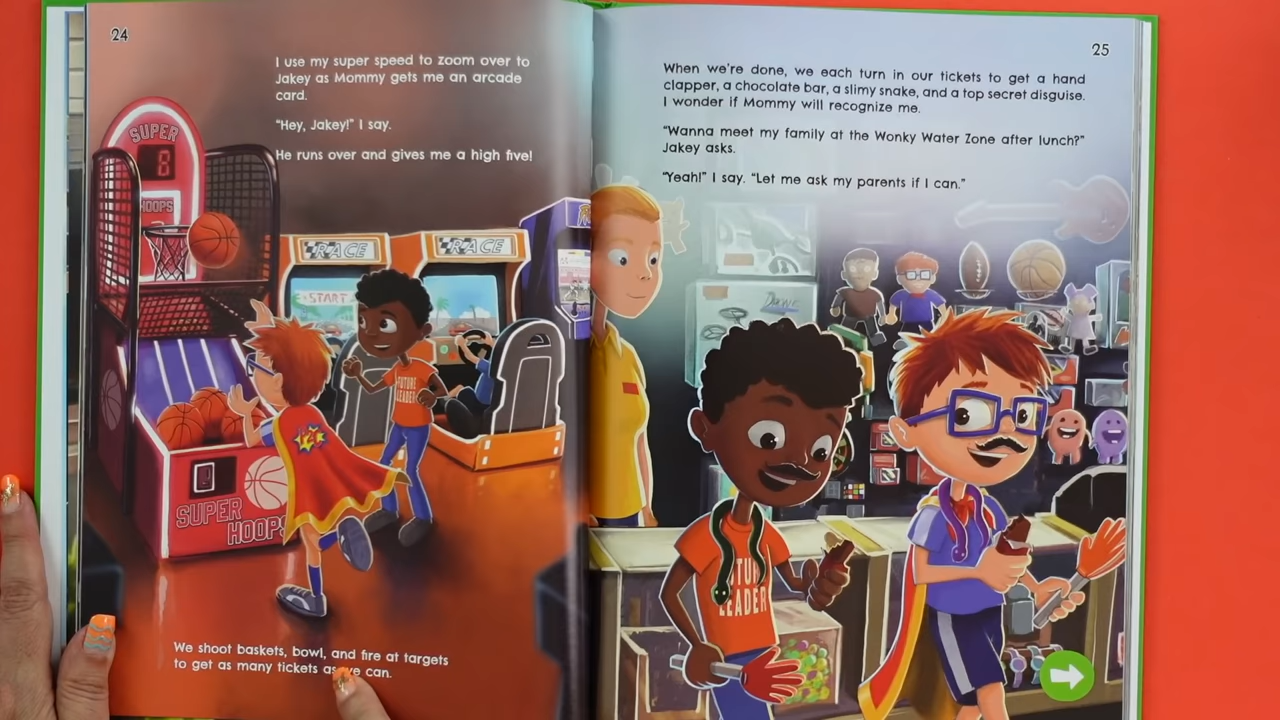 24
I use my super speed to zoom over to
Jakey as Mommy gets me an arcade
card.
"Hey, Jakey!" I say.
He runs over and gives me a high five!
SUPER
8
HOOPS
RACE
RACE
START
FUTURE
LEADER
SUPER
HOOPS
We shoot baskets, bowl, and fire at targets
to get as many tickets as we can.
25
When we're done, we each turn in our tickets to get a hand
clapper, a chocolate bar, a slimy snake, and a top secret disguise.
I wonder if Mommy will recognize me.
"Wanna meet my family at the Wonky Water Zone after lunch?"
Jakey asks.
"Yeah!" I say. "Let me ask my parents if I can."
LEADER